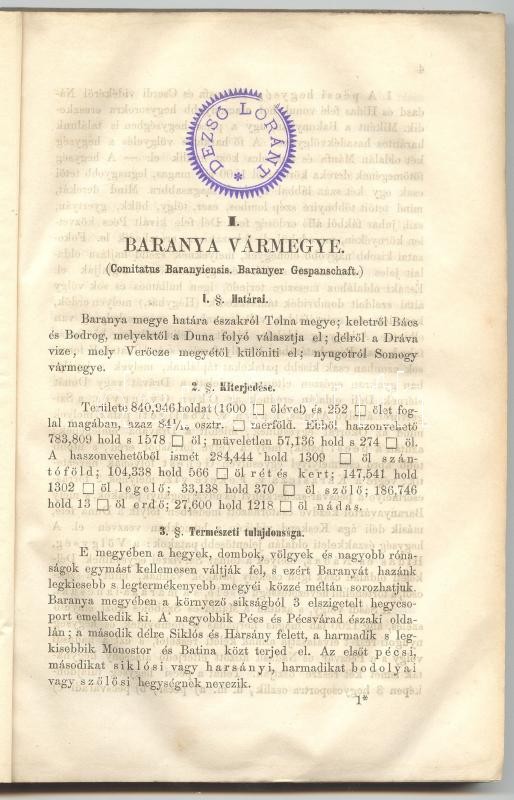 DEZSŐ LORÁNT *
I.
BARANYA VÁRMEGYE.
(Comitatus Baranyiensis. Baranyer Gespanschaft.)
1. §. Határai.
Baranya megye határa északról Tolna megye; keletről Bács
és Bodrog, melyektől a Duna folyó választja el; délről a Dráva
vize, mely Verőcze megyétől különiti el; nyugotról Somogy
vármegye.
2. §. Kiterjedése.
Területe 840,946 holdat (1600 □ ölével) és 252 □ ölet fog-
lal magában, azaz osztr. □ mérföld. Ebből haszonvehető
783,809 hold s 1578 □ öl; müveletlen 57,136 hold s 274 □ öl.
A haszonvehetőből ismét 284,444 hold 1309 □ öl szán-
tóföld; 104,338 hold 566 □ öl rét és kert; 147,541 hold
1302 □ öl legelő; 33,138 hold 370 □ öl szőlő; 186,746
hold 13 □ öl erdő; 27,600 hold 1218 □ öl nádas.
3. §. Természeti tulajdonsága.
E megyében a hegyek, dombok, völgyek és nagyobb róna-
ságok egymást kellemesen váltják fel, s ezért Baranyát hazánk
legkiesebb s legtermékenyebb megyéi közzé méltán sorozhatjuk.
Baranya megyében a környező sikságból 3 elszigetelt hegycso-
port emelkedik ki. A nagyobbik Pécs és Pécsvárad északi olda-
lán; a második délre Siklós és Hársány felett, a harmadik s leg-
kisebbik Monostor és Batina közt terjed el. Az elsőt pécsi,
másodikat siklósi vagy harsányi, harmadikat bodolyai
vagy szőlősi hegységnek nevezik.
1*